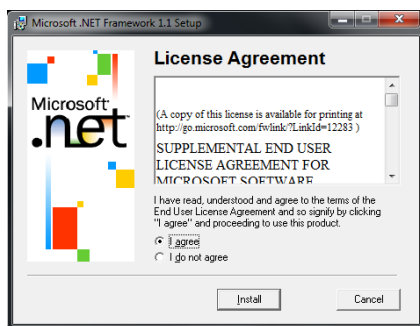 Microsoft .NET Framework 1.1 Setup
License Agreement
Microsoft
.net
(A copy of this license is available for printing at
http://go.microsoft.com/fwlink/?LinkId=12283 )
SUPPLEMENTAL END USER
LICENSE AGREEMENT FOR
MICROSOFT SOFTWARE
I have read, understood and agree to the terms of the
End User License Agreement and so signify by clicking
"I agree" and proceeding to use this product.
I agree
I do not agree
Install
Cancel